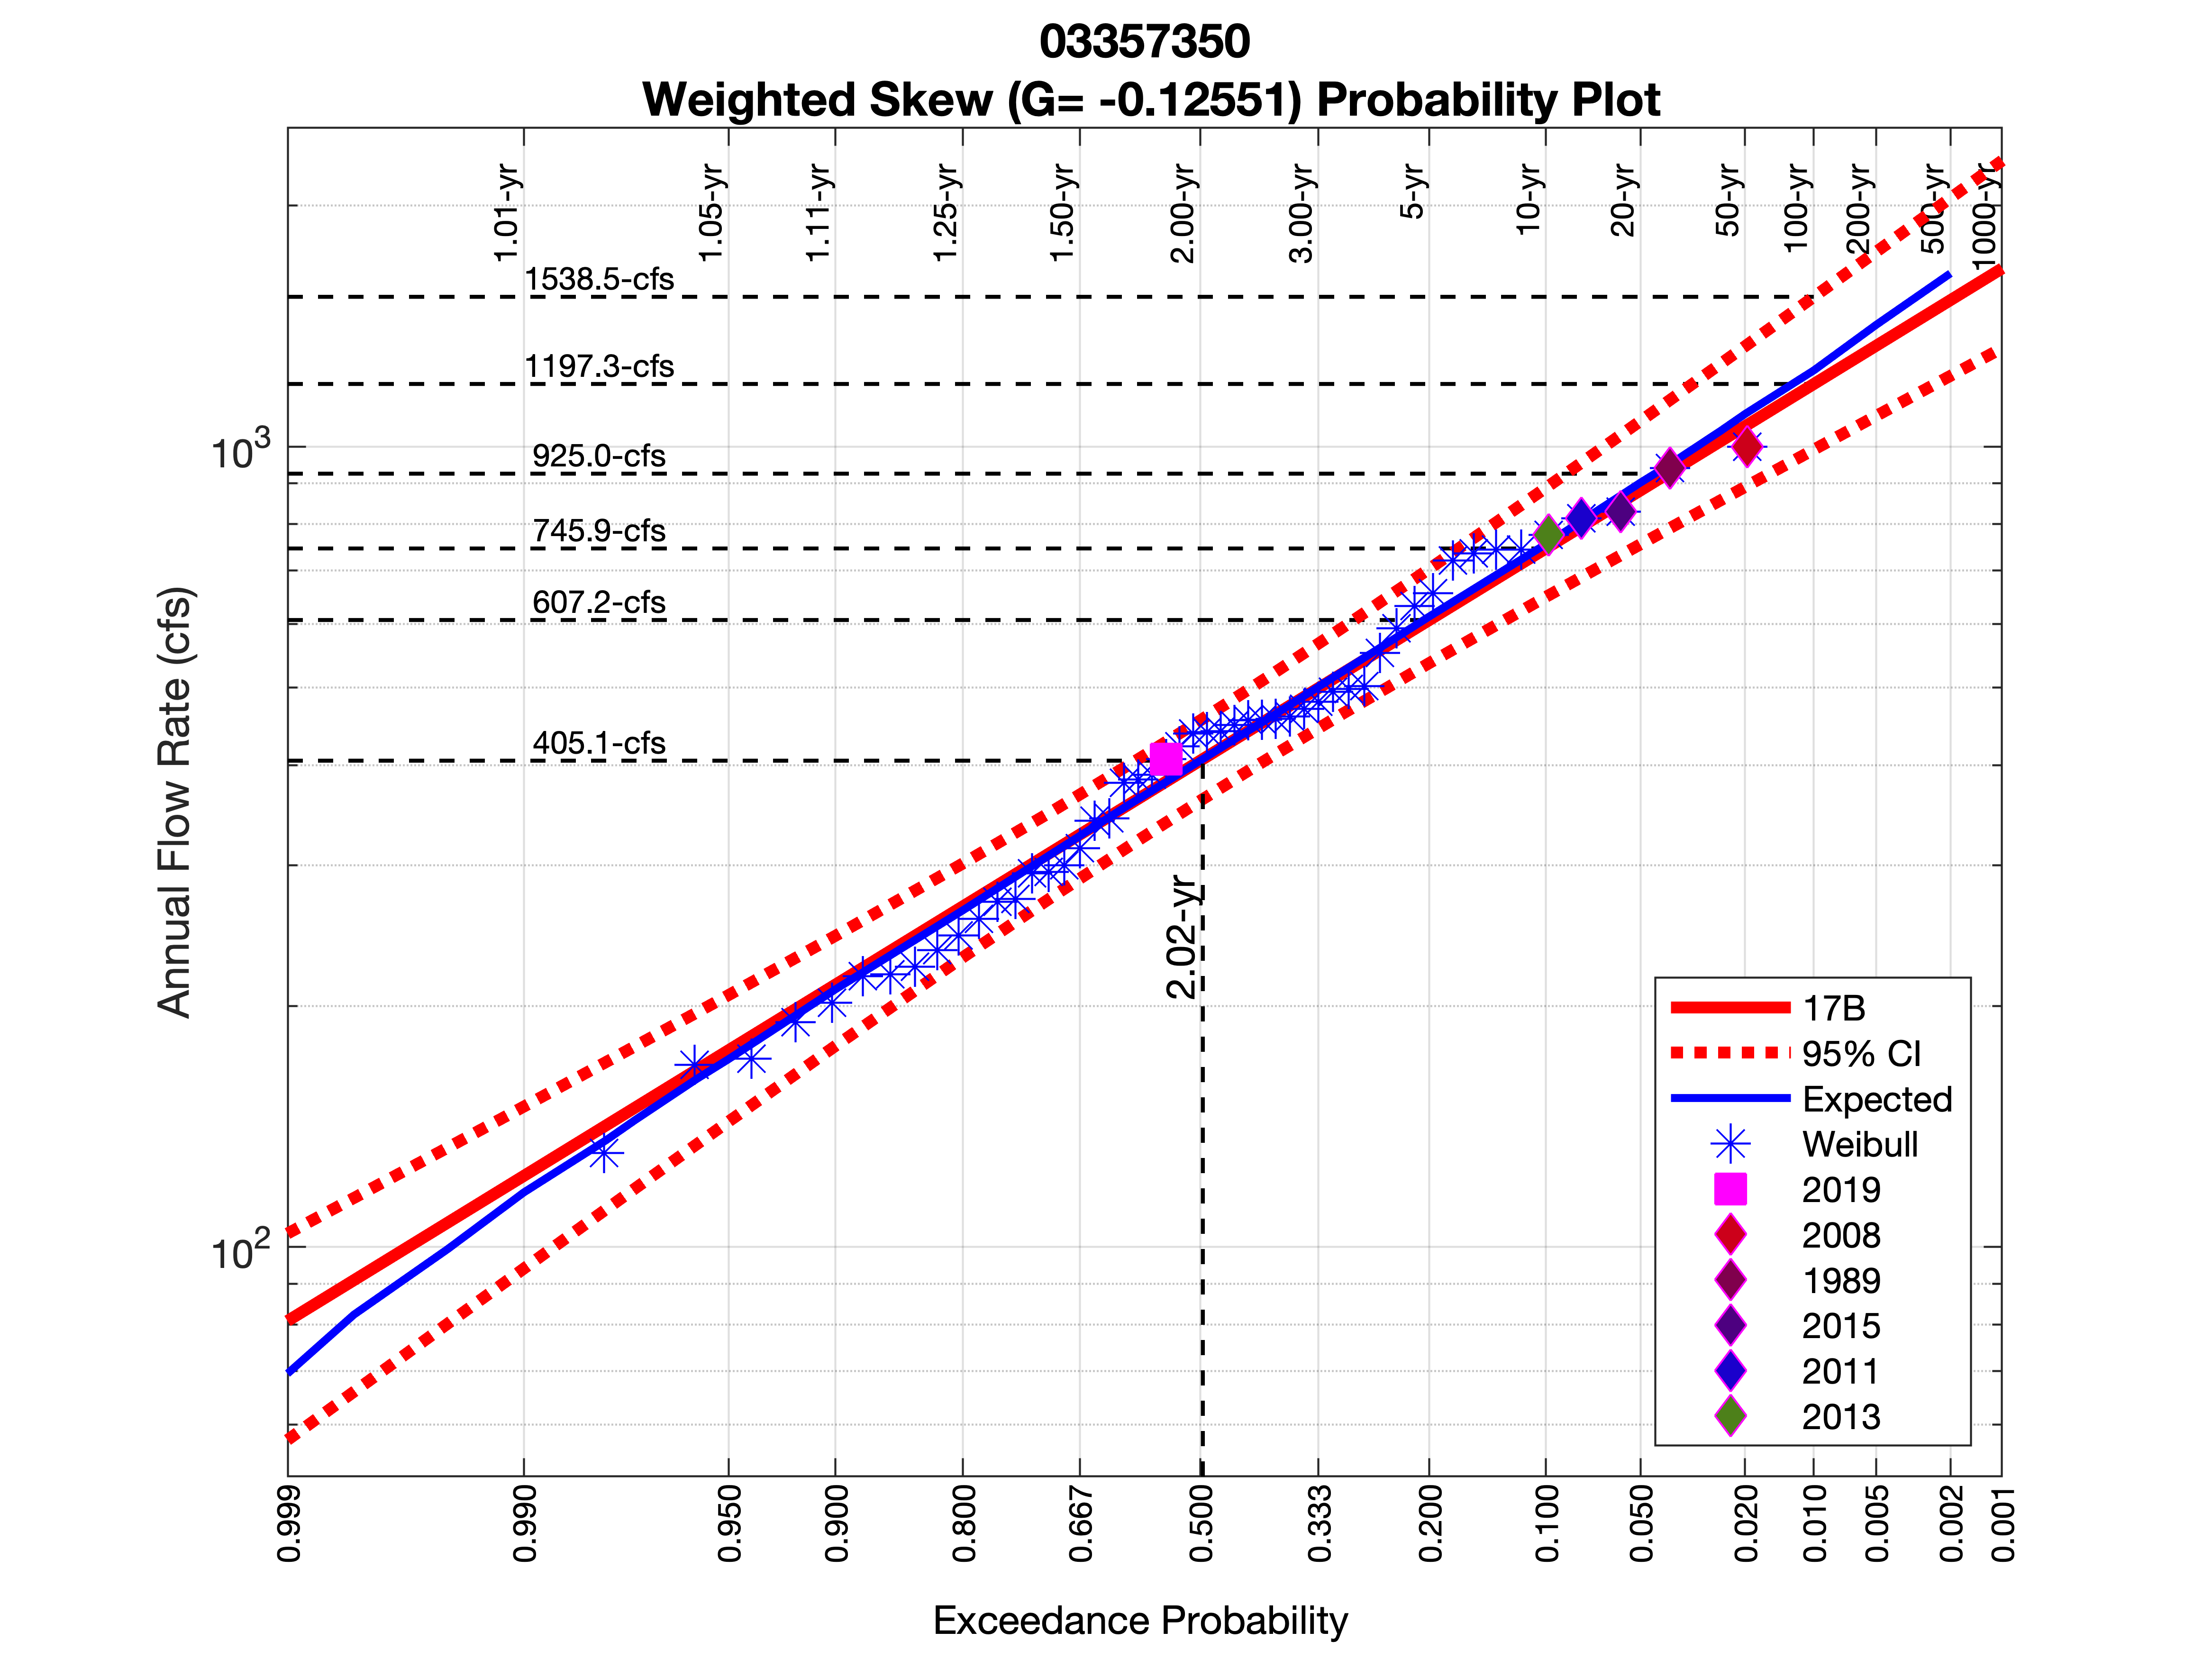 03357350
Weighted Skew (G= -0.12551) Probability Plot
1.01-yr
1.05-yr
1.11-yr
1.25-yr
1.50-yr
2.00-yr
3.00-yr
5-yr
10-yr
20-yr
50-yr
100-yr
200-yr
500-yr
1000-yr
1538.5-cfs
1197.3-cfs
925.0-cfs
745.9-cfs
607.2-cfs
405.1-cfs
10^3
10^2
Annual Flow Rate (cfs)
2.02-yr
17B
95% CI
Expected
Weibull
2019
2008
1989
2015
2011
2013
0.999
0.990
0.950
0.900
0.800
0.667
0.500
0.333
0.200
0.100
0.050
0.020
0.010
0.005
0.002
0.001
Exceedance Probability